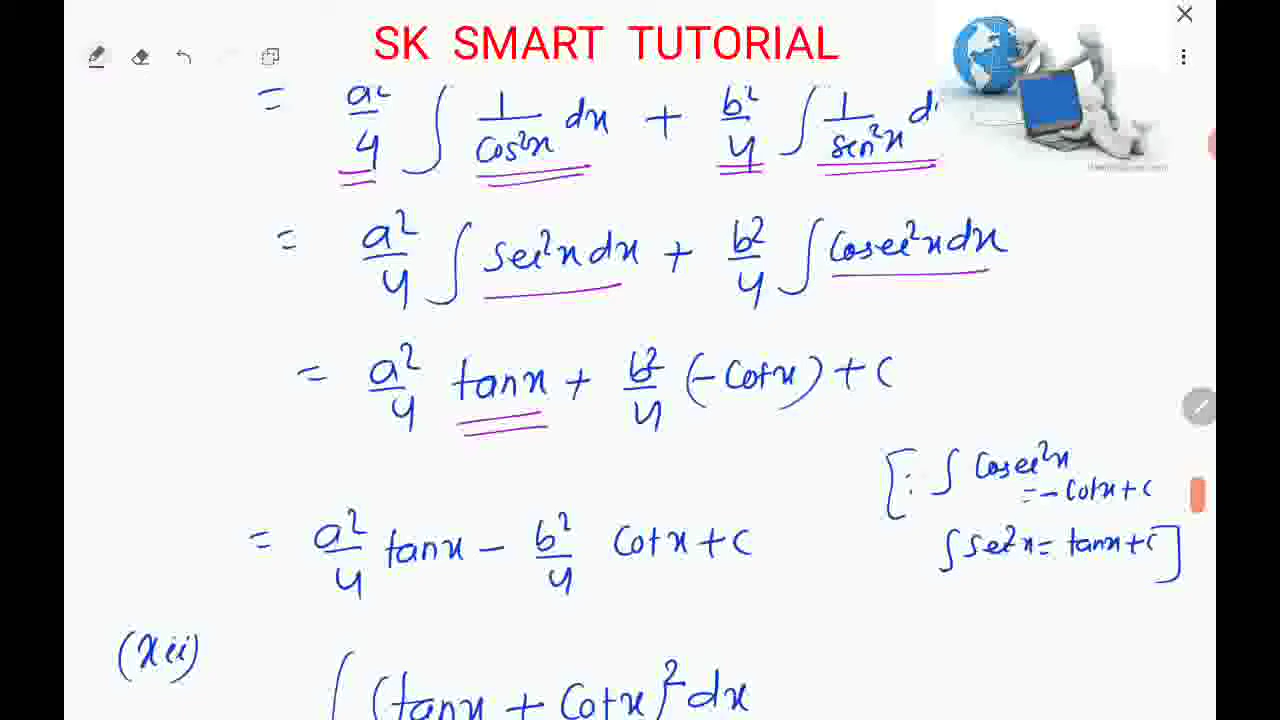 SK SMART TUTORIAL
= a²/4 ∫ 1/cos²x dx + b²/4 ∫ 1/sen²x d
= a²/4 ∫ sec²x dx + b²/4 ∫ cosec²x dx
= a²/4 tanx + b²/4 (-cotx) + c
[∵ ∫ cosec²x
= -cotx + c
∫ sec²x = tanx + c]
= a²/4 tanx - b²/4 cotx + c
(xii)
∫ (tanx + cotx)² dx